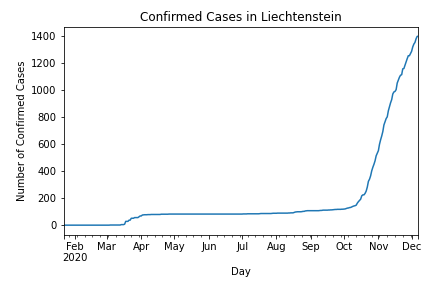 Confirmed Cases in Liechtenstein
Number of Confirmed Cases
1400
1200
1000
800
600
400
200
0
Feb Mar Apr May Jun Jul Aug Sep Oct Nov Dec
2020
Day